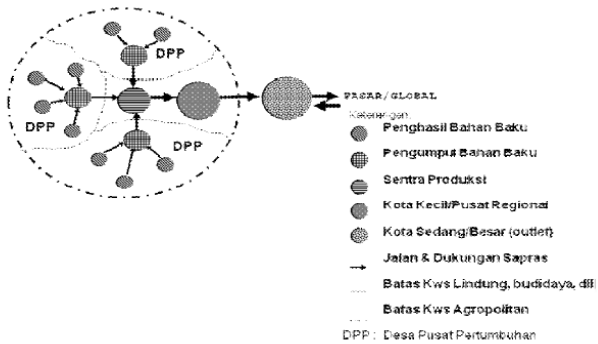 DPP
DPP
DPP
PASAR/GLOBAL
Keterangan:
Penghasil Bahan Baku
Pengumpul Bahan Baku
Sentra Produksi
Kota Kecil/Pusat Regional
Kota Sedang/Besar (outlet)
Jalan & Dukungan Sapras
Batas Kws Lindung, budidaya, dll
Batas Kws Agropolitan
DPP : Desa Pusat Pertumbuhan